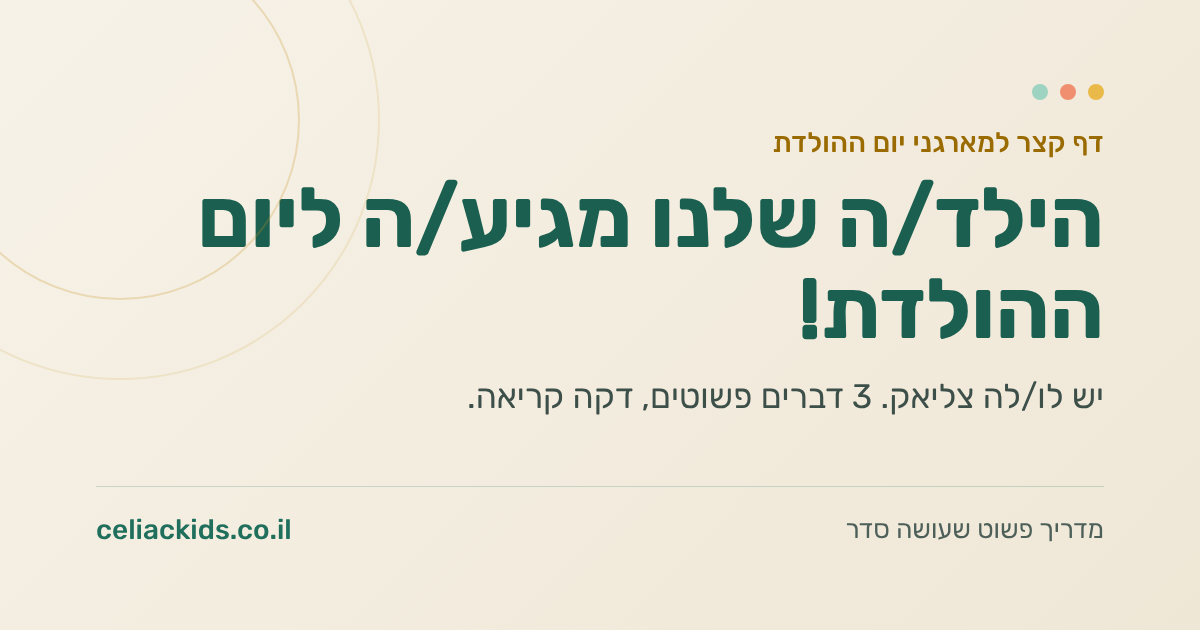 דף קצר למארגני יום ההולדת
הילד/ה שלנו מגיע/ה ליום
ההולדת!
יש לו/לה צליאק. 3 דברים פשוטים, דקה קריאה.
מדריך פשוט שעושה סדר
celiackids.co.il